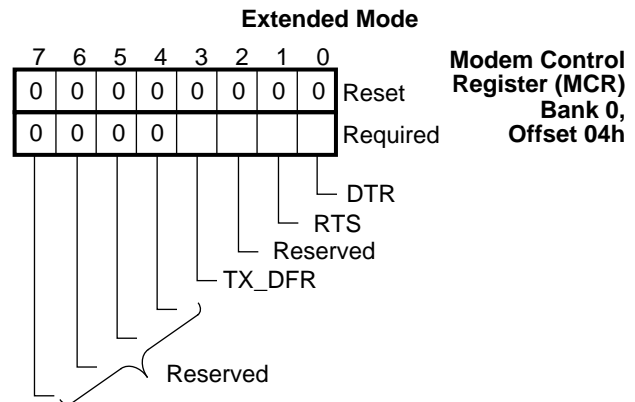 Extended Mode
7 6 5 4 3 2 1 0
Modem Control
Register (MCR)
Bank 0,
Offset 04h
0 0 0 0 0 0 0 0 Reset
0 0 0 0 Required
DTR
RTS
Reserved
TX_DFR
Reserved